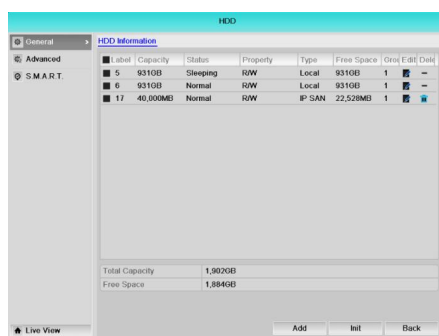 HDD
General >
Advanced
S.M.A.R.T.
HDD Information
Label Capacity Status Property Type Free Space Grou Edit Dele
5 931GB Sleeping R/W Local 931GB 1 –
6 931GB Normal R/W Local 931GB 1 –
17 40,000MB Normal R/W IP SAN 22,528MB 1
Total Capacity 1,902GB
Free Space 1,884GB
Live View
Add Init Back